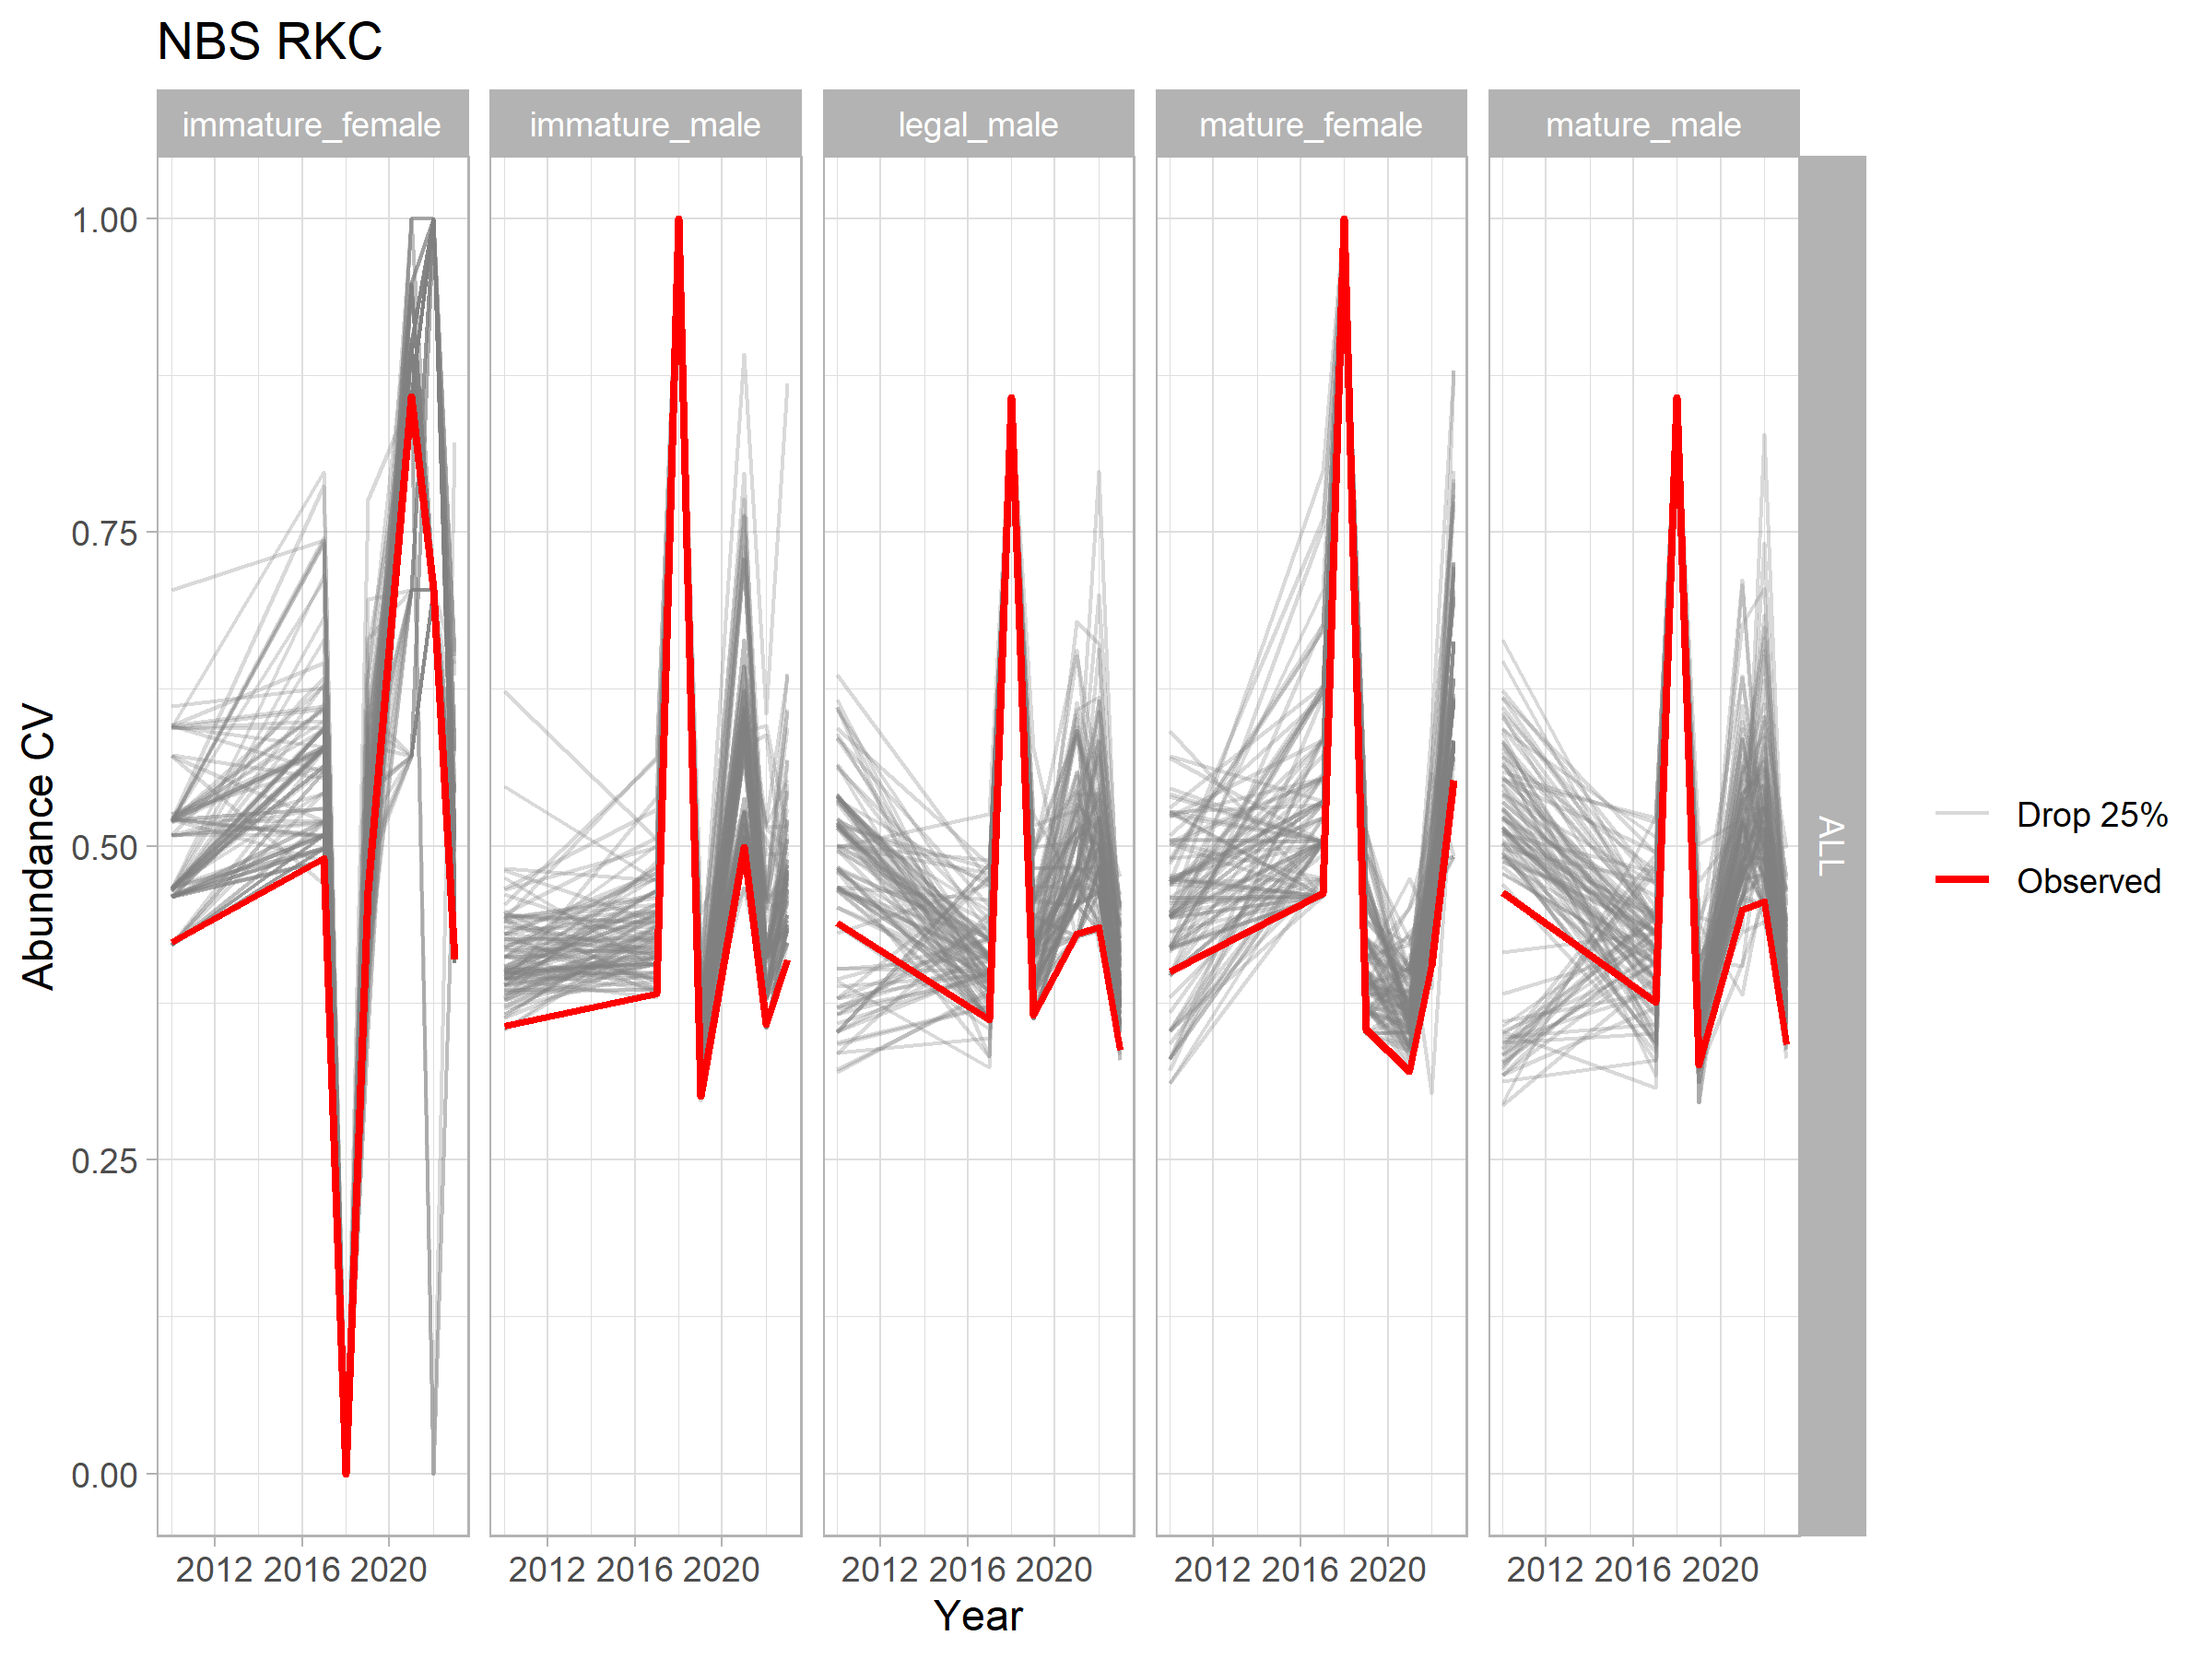 NBS RKC
immature_female immature_male legal_male mature_female mature_male
ALL
Abundance CV
1.00
0.75
0.50
0.25
0.00
2012 2016 2020 2012 2016 2020 2012 2016 2020 2012 2016 2020 2012 2016 2020
Year
Drop 25%
Observed